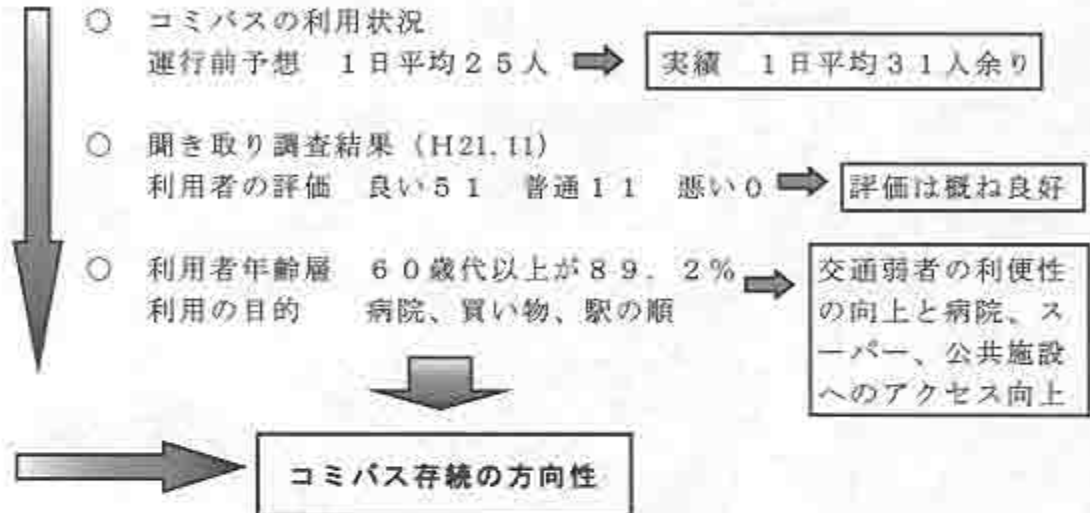 ○　コミバスの利用状況
運行前予想　１日平均２５人
実績　１日平均３１人余り
○　聞き取り調査結果（H21.11）
利用者の評価　良い５１　普通１１　悪い０
評価は概ね良好
○　利用者年齢層　６０歳代以上が８９．２％
利用の目的　　病院、買い物、駅の順
交通弱者の利便性
の向上と病院、ス
ーパー、公共施設
へのアクセス向上
コミバス存続の方向性